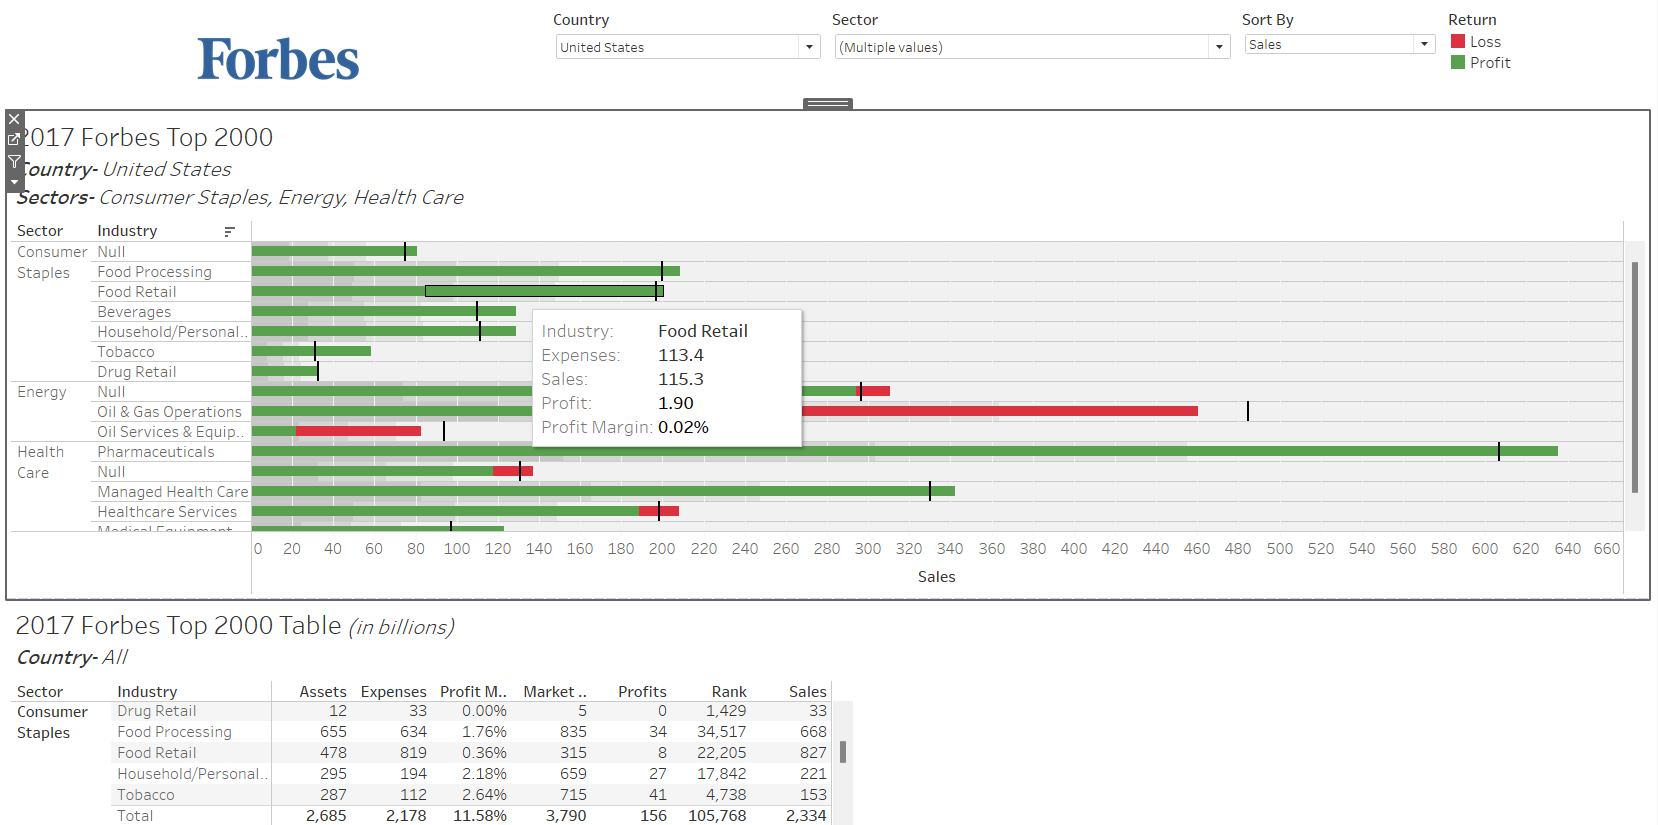 Forbes
Country
United States
Sector
(Multiple values)
Sort By
Sales
Return
Loss
Profit
2017 Forbes Top 2000
Country- United States
Sectors- Consumer Staples, Energy, Health Care
Sector Industry
Consumer Staples
Null
Food Processing
Food Retail
Beverages
Household/Personal..
Tobacco
Drug Retail
Energy
Null
Oil & Gas Operations
Oil Services & Equip..
Health Care
Pharmaceuticals
Null
Managed Health Care
Healthcare Services
Medical Equipment
Industry: Food Retail
Expenses: 113.4
Sales: 115.3
Profit: 1.90
Profit Margin: 0.02%
0 20 40 60 80 100 120 140 160 180 200 220 240 260 280 300 320 340 360 380 400 420 440 460 480 500 520 540 560 580 600 620 640 660
Sales
2017 Forbes Top 2000 Table (in billions)
Country- All
Sector Industry Assets Expenses Profit M.. Market .. Profits Rank Sales
Consumer Staples
Drug Retail 12 33 0.00% 5 0 1,429 33
Food Processing 655 634 1.76% 835 34 34,517 668
Food Retail 478 819 0.36% 315 8 22,205 827
Household/Personal.. 295 194 2.18% 659 27 17,842 221
Tobacco 287 112 2.64% 715 41 4,738 153
Total 2,685 2,178 11.58% 3,790 156 105,768 2,334